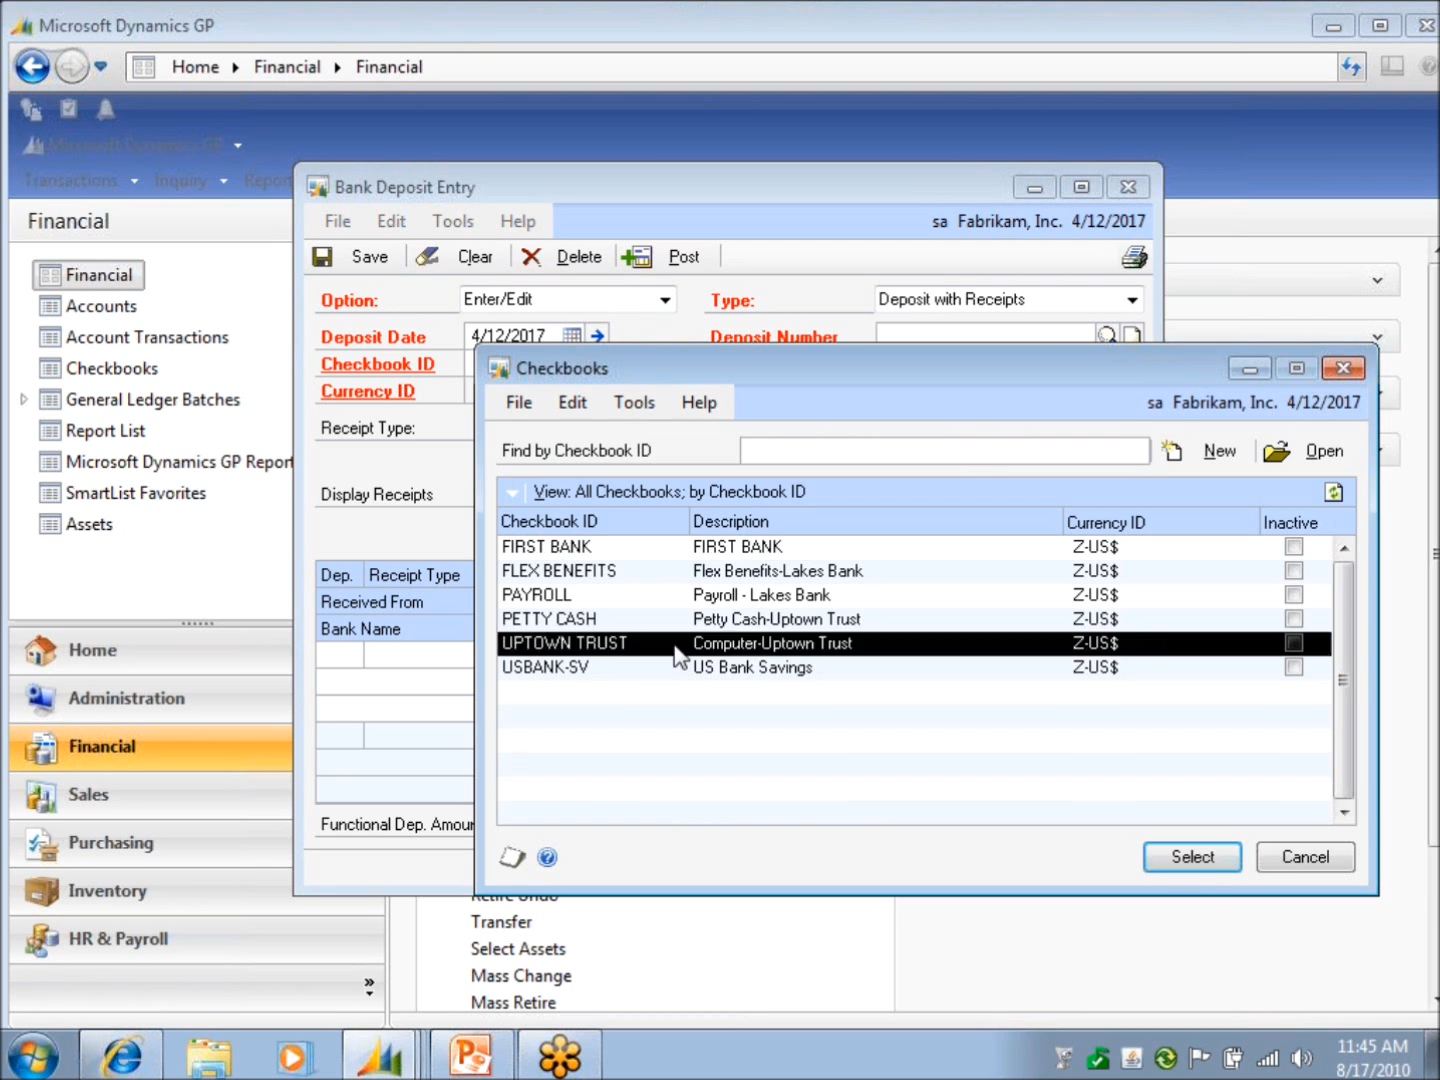 Microsoft Dynamics GP
Home Financial Financial
Microsoft Dynamics GP
Transactions Inquiry Report
Financial
Financial
Accounts
Account Transactions
Checkbooks
General Ledger Batches
Report List
Microsoft Dynamics GP Report
SmartList Favorites
Assets
Home
Administration
Financial
Sales
Purchasing
Inventory
HR & Payroll
»
Bank Deposit Entry
File Edit Tools Help
sa Fabrikam, Inc. 4/12/2017
Save Clear Delete Post
Option: Enter/Edit Type: Deposit with Receipts
Deposit Date 4/12/2017 Deposit Number
Checkbook ID
Currency ID
Receipt Type:
Display Receipts
Dep. Receipt Type
Received From
Bank Name
Functional Dep. Amour
Checkbooks
File Edit Tools Help
sa Fabrikam, Inc. 4/12/2017
Find by Checkbook ID New Open
View: All Checkbooks; by Checkbook ID
Checkbook ID Description Currency ID Inactive
FIRST BANK FIRST BANK Z-US$
FLEX BENEFITS Flex Benefits-Lakes Bank Z-US$
PAYROLL Payroll - Lakes Bank Z-US$
PETTY CASH Petty Cash-Uptown Trust Z-US$
UPTOWN TRUST Computer-Uptown Trust Z-US$
USBANK-SV US Bank Savings Z-US$
Select Cancel
Retire Undo
Transfer
Select Assets
Mass Change
Mass Retire
11:45 AM
8/17/2010